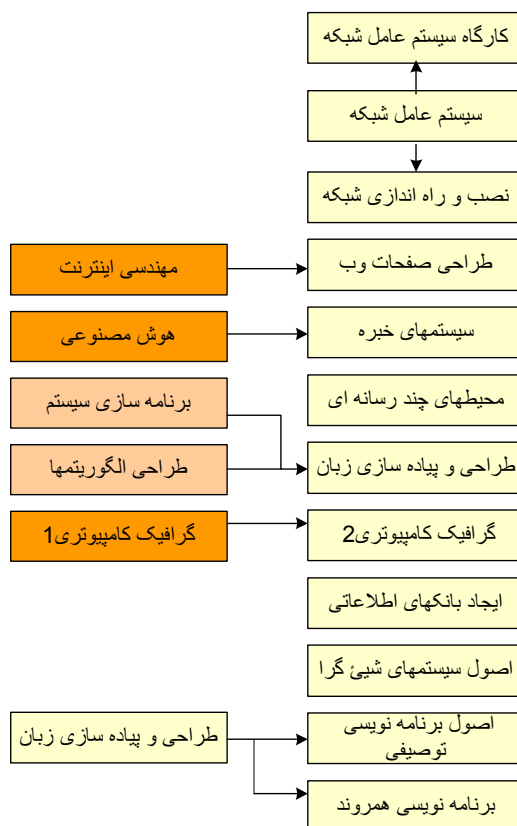 کارگاه سیستم عامل شبکه
سیستم عامل شبکه
نصب و راه اندازی شبکه
طراحی صفحات وب
مهندسی اینترنت
سیستمهای خبره
هوش مصنوعی
محیطهای چند رسانه ای
برنامه سازی سیستم
طراحی و پیاده سازی زبان
طراحی الگوریتمها
گرافیک کامپیوتری2
گرافیک کامپیوتری1
ایجاد بانکهای اطلاعاتی
اصول سیستمهای شیئ گرا
اصول برنامه نویسی
توصیفی
طراحی و پیاده سازی زبان
برنامه نویسی همروند